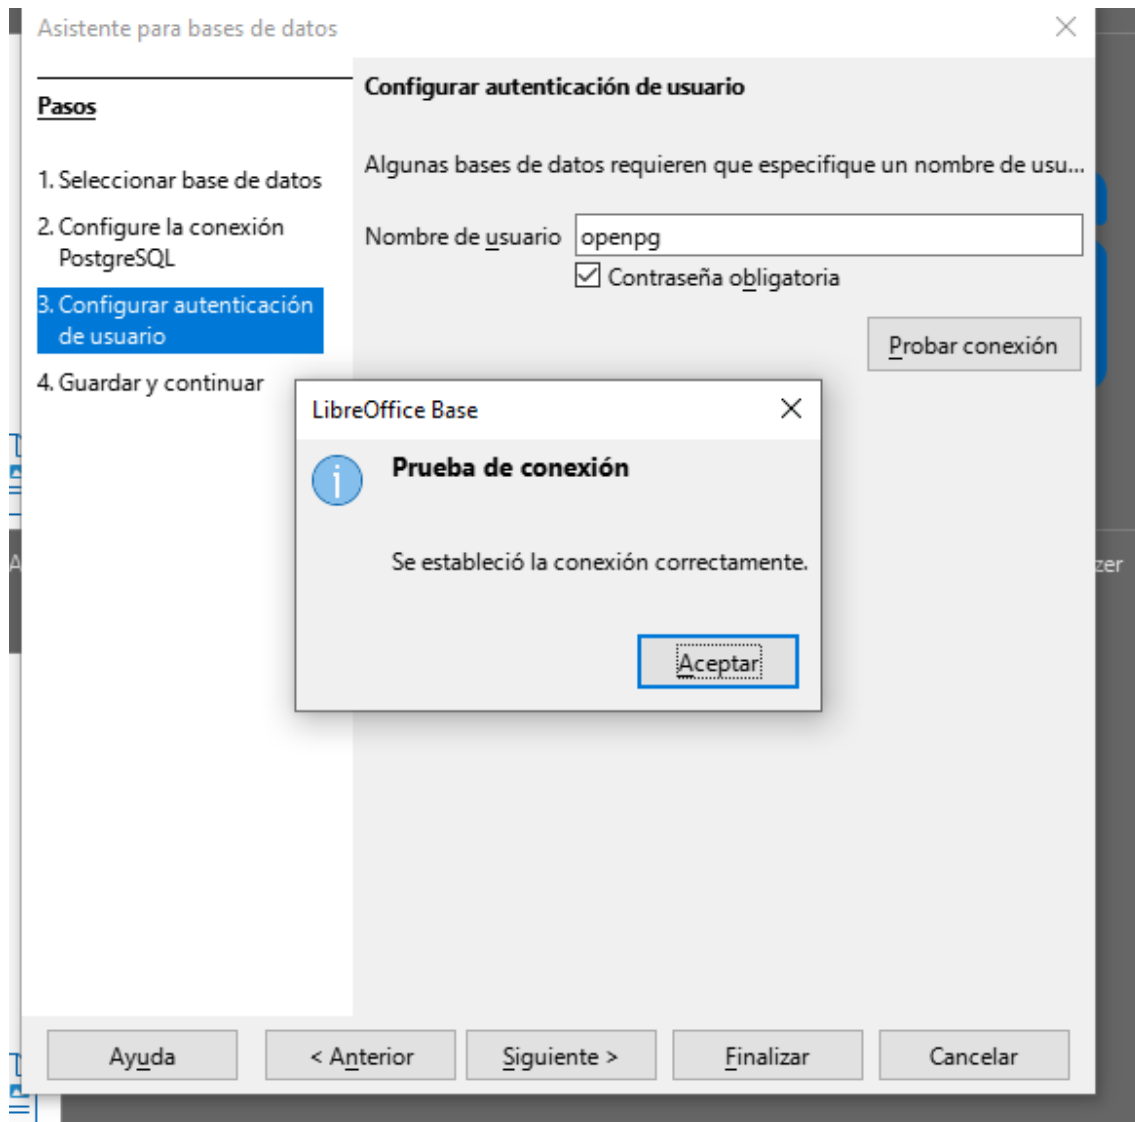 Asistente para bases de datos
Pasos
1. Seleccionar base de datos
2. Configure la conexión
PostgreSQL
3. Configurar autenticación
de usuario
4. Guardar y continuar
Configurar autenticación de usuario
Algunas bases de datos requieren que especifique un nombre de usu...
Nombre de usuario openpg
Contraseña obligatoria
Probar conexión
LibreOffice Base
Prueba de conexión
Se estableció la conexión correctamente.
Aceptar
A
zer
Ayuda < Anterior Siguiente > Finalizar Cancelar